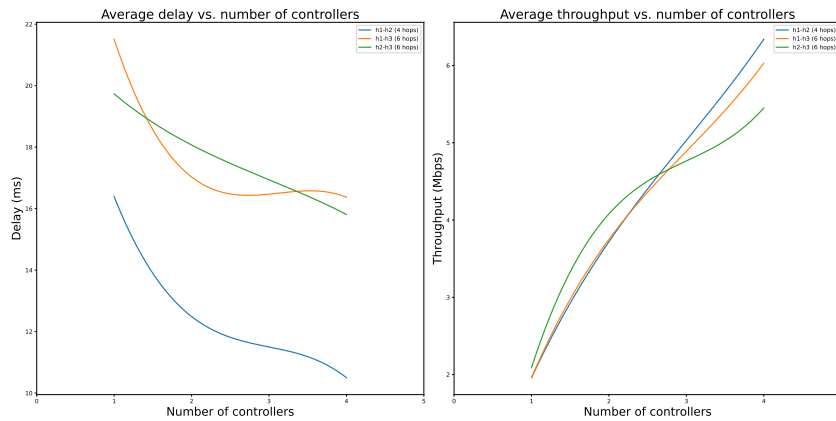 Average delay vs. number of controllers
h1-h2 (4 hops)
h1-h3 (6 hops)
h2-h3 (6 hops)
Delay (ms)
22
20
18
16
14
12
10
0 1 2 3 4 5
Number of controllers
Average throughput vs. number of controllers
h1-h2 (4 hops)
h1-h3 (6 hops)
h2-h3 (6 hops)
Throughput (Mbps)
6
5
4
3
2
0 1 2 3 4
Number of controllers